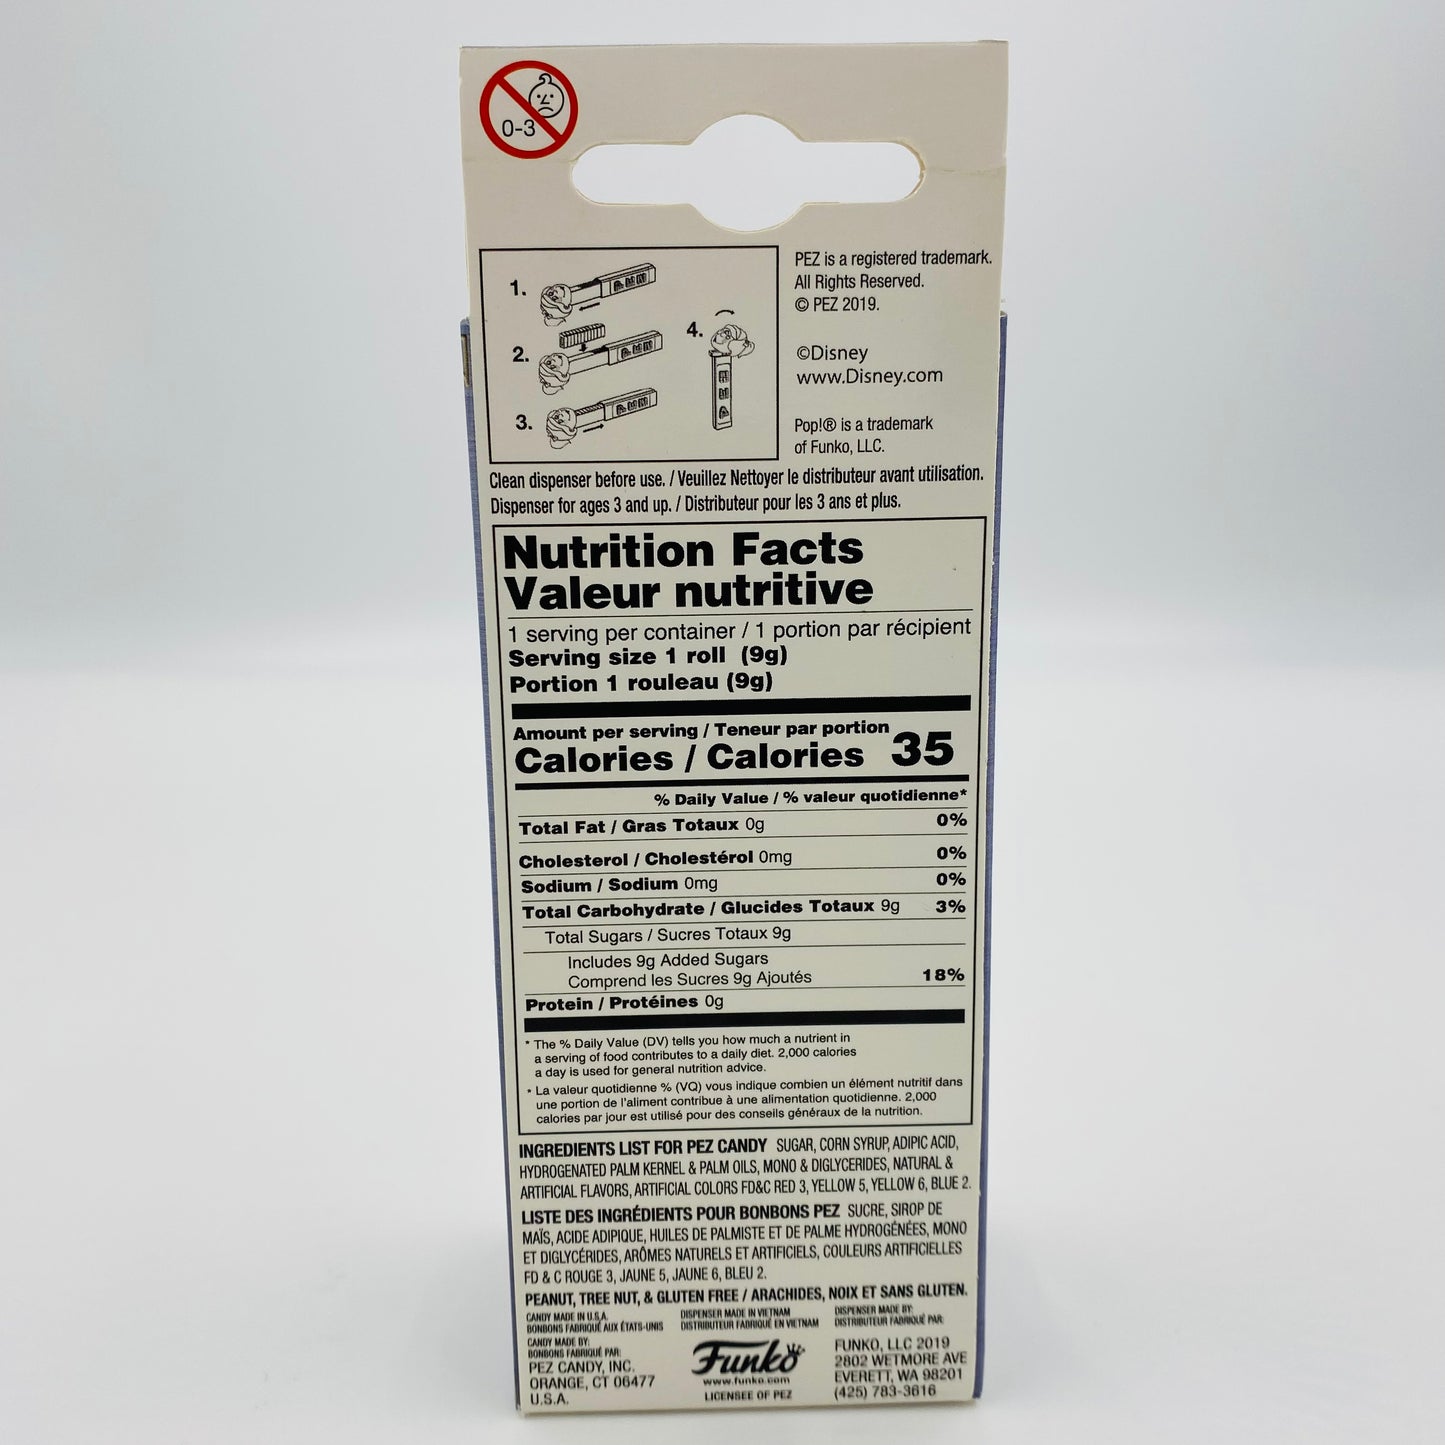 0-3
1.
2.
3.
4.
PEZ is a registered trademark.
All Rights Reserved.
© PEZ 2019.
©Disney
www.Disney.com
Pop!® is a trademark
of Funko, LLC.
Clean dispenser before use. / Veuillez Nettoyer le distributeur avant utilisation.
Dispenser for ages 3 and up. / Distributeur pour les 3 ans et plus.
Nutrition Facts
Valeur nutritive
1 serving per container / 1 portion par récipient
Serving size 1 roll (9g)
Portion 1 rouleau (9g)
Amount per serving / Teneur par portion
Calories / Calories 35
% Daily Value / % valeur quotidienne*
Total Fat / Gras Totaux 0g 0%
Cholesterol / Cholestérol 0mg 0%
Sodium / Sodium 0mg 0%
Total Carbohydrate / Glucides Totaux 9g 3%
Total Sugars / Sucres Totaux 9g
Includes 9g Added Sugars
Comprend les Sucres 9g Ajoutés 18%
Protein / Protéines 0g
* The % Daily Value (DV) tells you how much a nutrient in
a serving of food contributes to a daily diet. 2,000 calories
a day is used for general nutrition advice.
* La valeur quotidienne % (VQ) vous indique combien un élément nutritif dans
une portion de l'aliment contribue à une alimentation quotidienne. 2,000
calories par jour est utilisé pour des conseils généraux de la nutrition.
INGREDIENTS LIST FOR PEZ CANDY SUGAR, CORN SYRUP, ADIPIC ACID,
HYDROGENATED PALM KERNEL & PALM OILS, MONO & DIGLYCERIDES, NATURAL &
ARTIFICIAL FLAVORS, ARTIFICIAL COLORS FD&C RED 3, YELLOW 5, YELLOW 6, BLUE 2.
LISTE DES INGRÉDIENTS POUR BONBONS PEZ SUCRE, SIROP DE
MAÏS, ACIDE ADIPIQUE, HUILES DE PALMISTE ET DE PALME HYDROGÉNÉES, MONO
ET DIGLYCÉRIDES, ARÔMES NATURELS ET ARTIFICIELS, COULEURS ARTIFICIELLES
FD & C ROUGE 3, JAUNE 5, JAUNE 6, BLEU 2.
PEANUT, TREE NUT, & GLUTEN FREE / ARACHIDES, NOIX ET SANS GLUTEN.
CANDY MADE IN U.S.A.
BONBONS FABRIQUÉ AUX ÉTATS-UNIS
CANDY MADE BY:
BONBONS FABRIQUÉ PAR:
PEZ CANDY, INC.
ORANGE, CT 06477
U.S.A.
DISPENSER MADE IN VIETNAM
DISTRIBUTEUR FABRIQUÉ EN VIETNAM
Funko
www.funko.com
LICENSEE OF PEZ
DISPENSER MADE BY:
DISTRIBUTEUR FABRIQUÉ PAR:
FUNKO, LLC 2019
2802 WETMORE AVE
EVERETT, WA 98201
(425) 783-3616